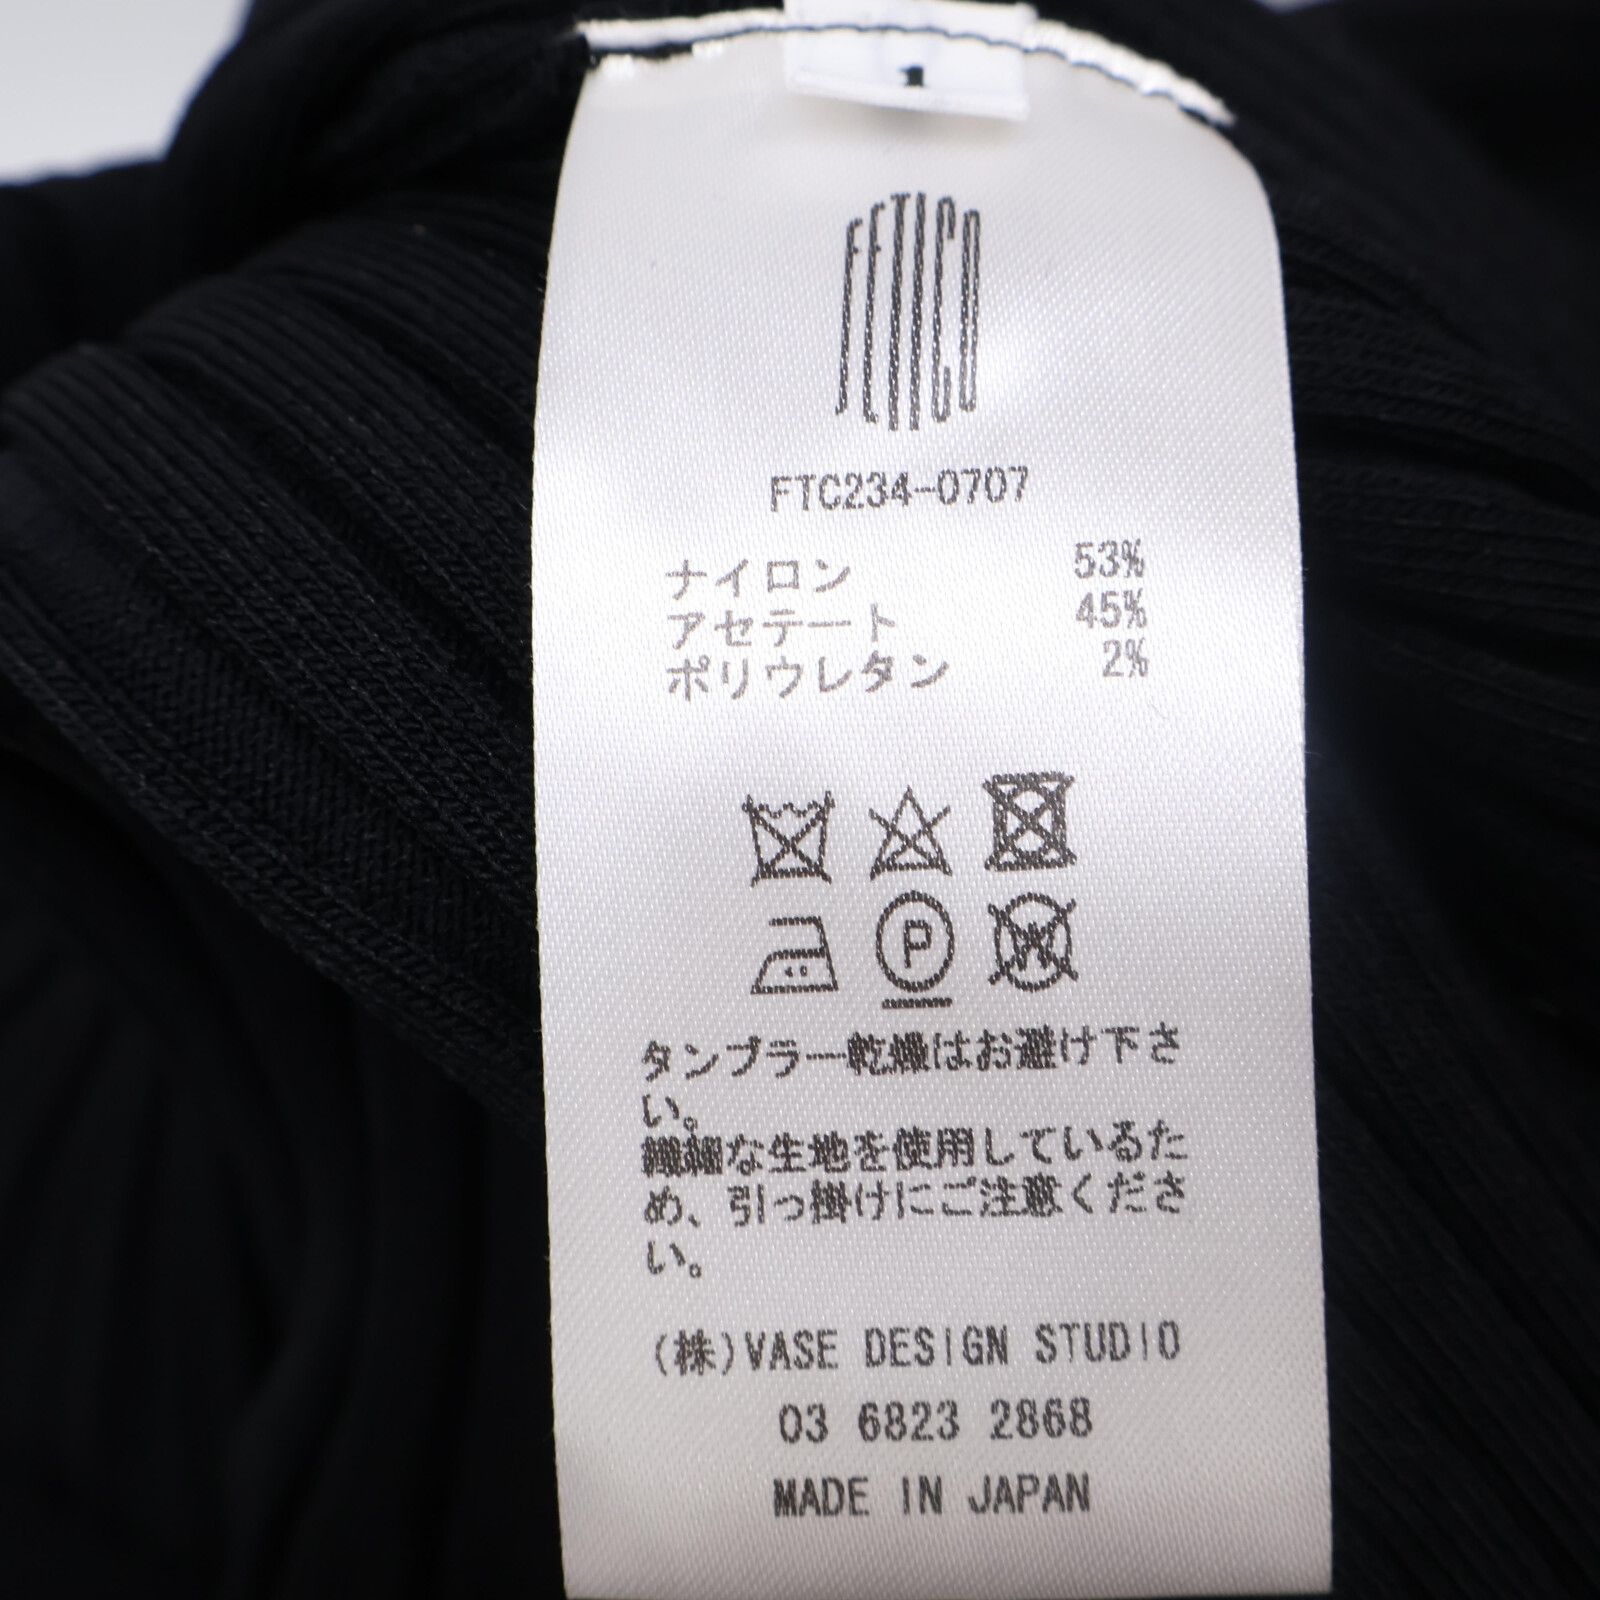 1
FETICO
FTC234-0707
ナイロン 53%
アセテート 45%
ポリウレタン 2%
P
W
タンブラー乾燥はお避け下さ
い。
繊細な生地を使用しているた
め、引っ掛けにご注意くださ
い。
(株)VASE DESIGN STUDIO
03 6823 2868
MADE IN JAPAN